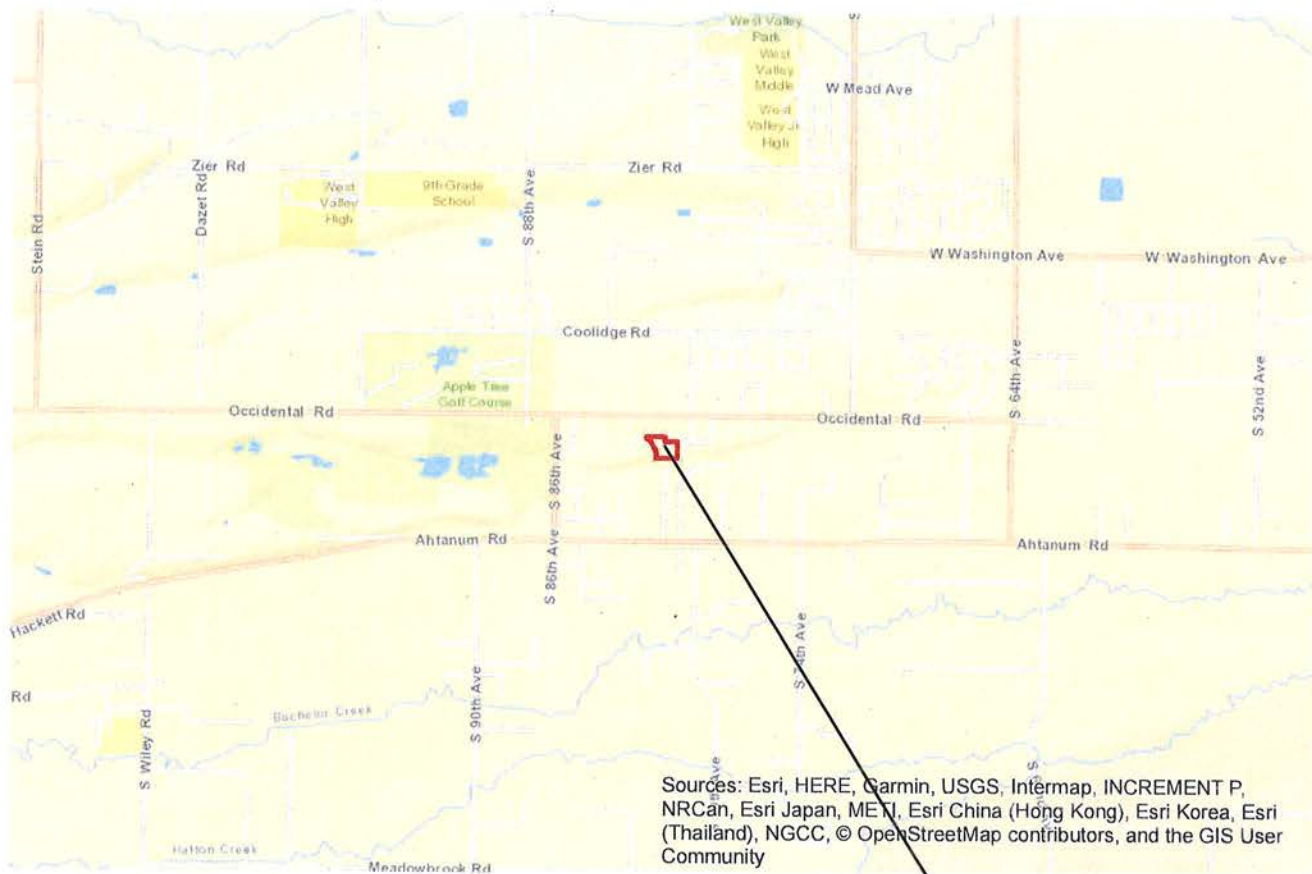 West Valley
Park
West
Valley
Middle
West
Valley Jr
High
W Mead Ave
Zier Rd
Zier Rd
Dazet Rd
West
Valley
High
9th Grade
School
S 88th Ave
Stein Rd
W Washington Ave
W Washington Ave
Coolidge Rd
S 64th Ave
S 52nd Ave
Apple Tree
Golf Course
Occidental Rd
Occidental Rd
S 86th Ave
Ahtanum Rd
Ahtanum Rd
S 86th Ave
Hackett Rd
S 74th Ave
Rd
Bachelor Creek
S 90th Ave
S Wiley Rd
Ave
Sources: Esri, HERE, Garmin, USGS, Intermap, INCREMENT P,
NRCan, Esri Japan, METI, Esri China (Hong Kong), Esri Korea, Esri
(Thailand), NGCC, © OpenStreetMap contributors, and the GIS User
Community
Hatton Creek
Meadowbrook Rd